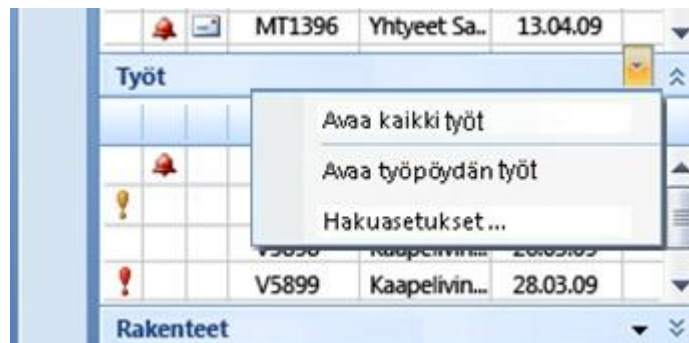 MT1396 Yhtyeet Sa.. 13.04.09
Työt
Avaa kaikki työt
Avaa työpöydän työt
Hakuasetukset...
V5899 Kaapelivin... 28.03.09
Rakenteet